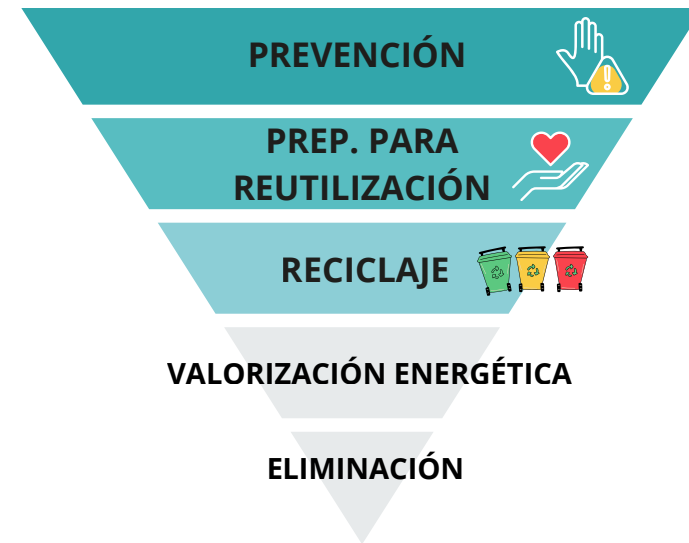 PREVENCIÓN
PREP. PARA
REUTILIZACIÓN
RECICLAJE
VALORIZACIÓN ENERGÉTICA
ELIMINACIÓN